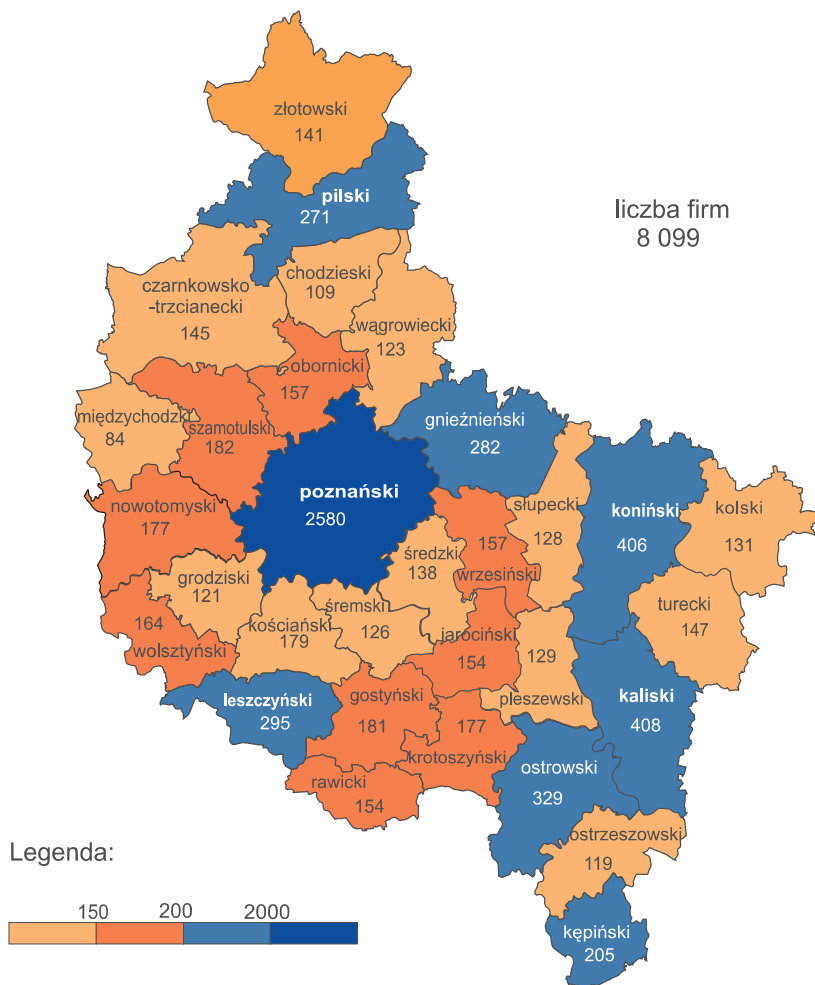 złotowski
141
pilski
271
liczba firm
8 099
chodzieski
109
czarnkowsko
-trzcianecki
145
wągrowiecki
123
obornicki
157
międzychodzki
84
szamotulski
182
gnieźnieński
282
poznański
2580
nowotomyski
177
słupecki
128
koniński
406
kolski
131
157
wrzesiński
średzki
138
grodziski
121
śremski
126
kościański
179
turecki
147
164
wolsztyński
jarociński
154
129
pleszewski
leszczyński
295
gostyński
181
177
krotoszyński
kaliski
408
rawicki
154
ostrowski
329
ostrzeszowski
119
Legenda:
150 200 2000
kępiński
205